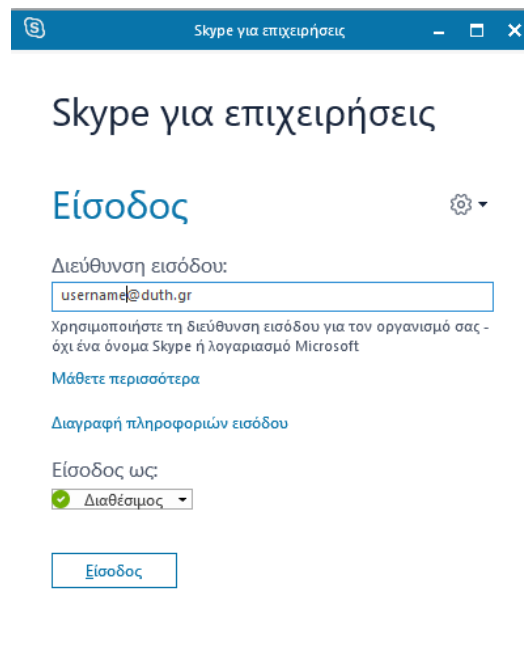 Skype για επιχειρήσεις
Skype για επιχειρήσεις
Είσοδος
Διεύθυνση εισόδου:
username@duth.gr
Χρησιμοποιήστε τη διεύθυνση εισόδου για τον οργανισμό σας -
όχι ένα όνομα Skype ή λογαριασμό Microsoft
Μάθετε περισσότερα
Διαγραφή πληροφοριών εισόδου
Είσοδος ως:
Διαθέσιμος
Είσοδος